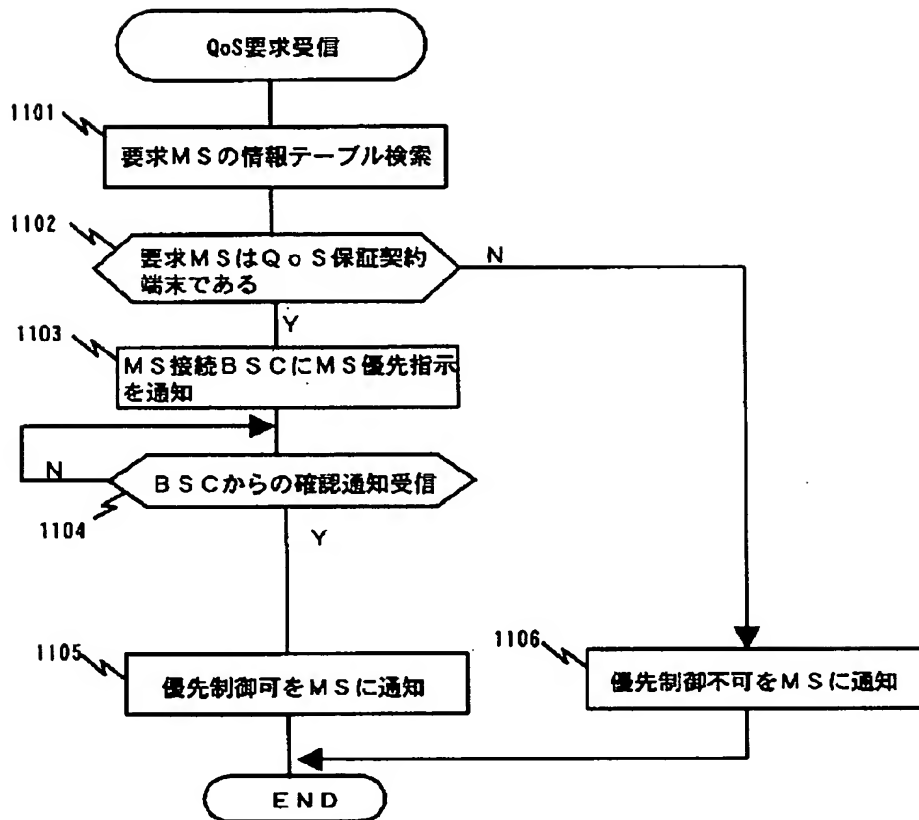 QoS要求受信
1101
要求MSの情報テーブル検索
1102
要求MSはQoS保証契約
端末である
N
Y
1103
MS接続BSCにMS優先指示
を通知
N
BSCからの確認通知受信
1104
Y
1105
優先制御可をMSに通知
1106
優先制御不可をMSに通知
END